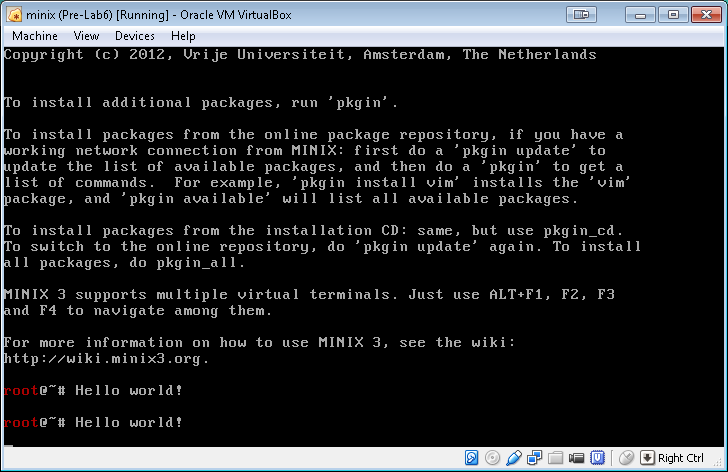 minix (Pre-Lab6) [Running] - Oracle VM VirtualBox
Machine View Devices Help
Copyright (c) 2012, Vrije Universiteit, Amsterdam, The Netherlands
To install additional packages, run 'pkgin'.
To install packages from the online package repository, if you have a
working network connection from MINIX: first do a 'pkgin update' to
update the list of available packages, and then do a 'pkgin' to get a
list of commands.  For example, 'pkgin install vim' installs the 'vim'
package, and 'pkgin available' will list all available packages.
To install packages from the installation CD: same, but use pkgin_cd.
To switch to the online repository, do 'pkgin update' again. To install
all packages, do pkgin_all.
MINIX 3 supports multiple virtual terminals. Just use ALT+F1, F2, F3
and F4 to navigate among them.
For more information on how to use MINIX 3, see the wiki:
http://wiki.minix3.org.
root@~# Hello world!
root@~# Hello world!
Right Ctrl